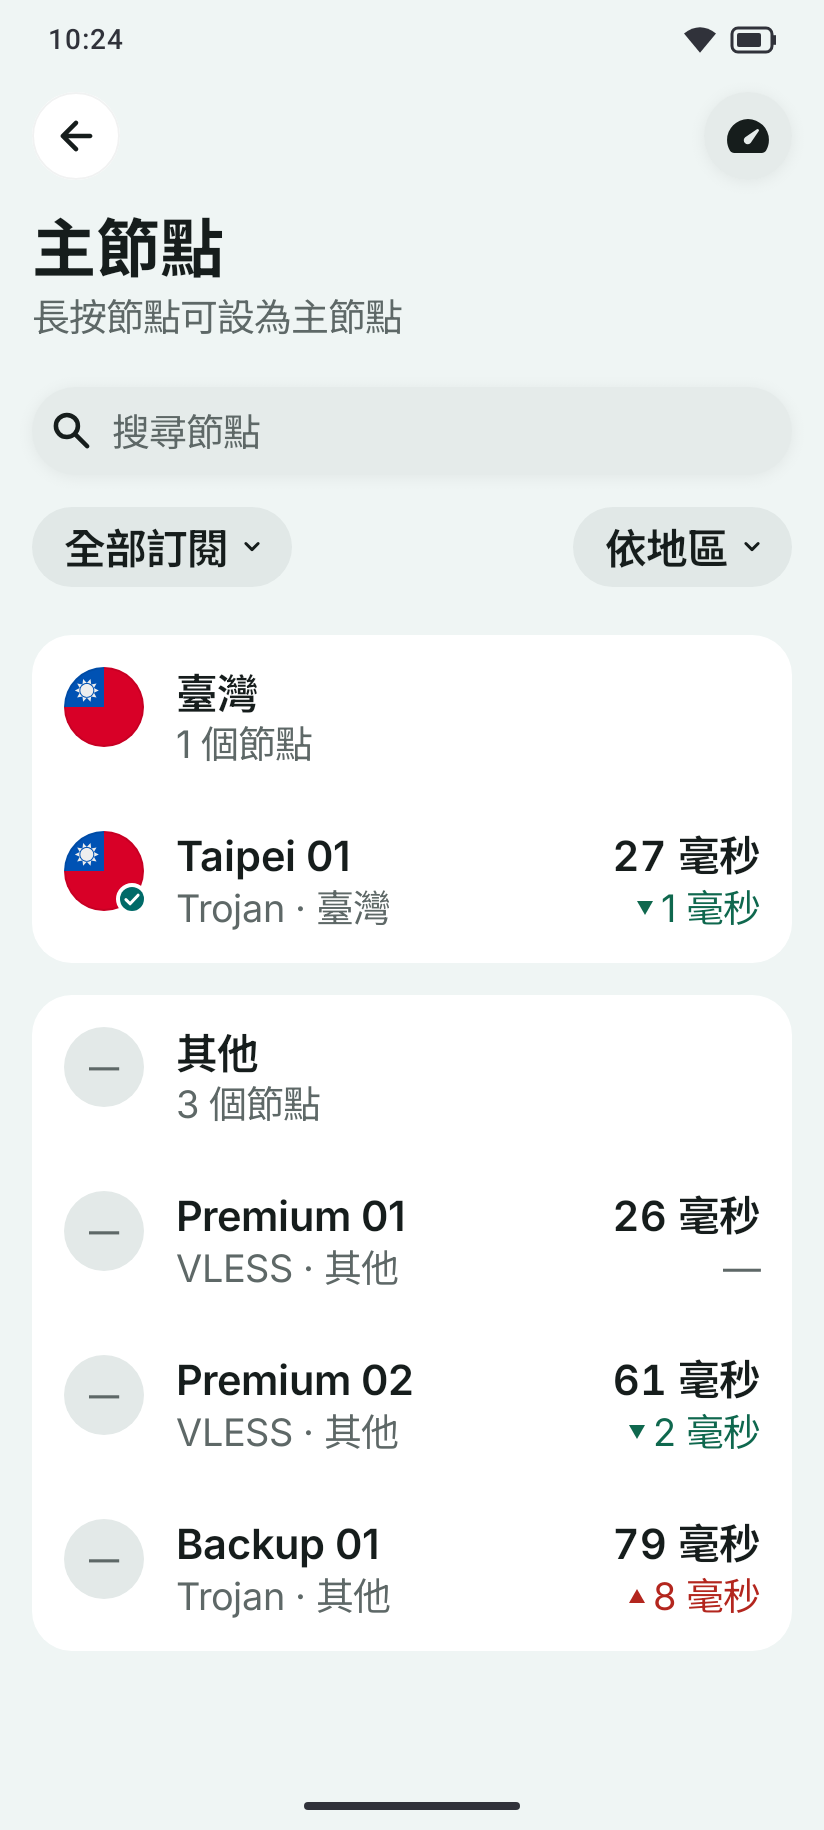 10:24
主節點
長按節點可設為主節點
搜尋節點
全部訂閱
依地區
臺灣
1 個節點
Taipei 01
27 毫秒
Trojan · 臺灣
▼1 毫秒
其他
3 個節點
Premium 01
26 毫秒
VLESS · 其他
—
Premium 02
61 毫秒
VLESS · 其他
▼2 毫秒
Backup 01
79 毫秒
Trojan · 其他
▲8 毫秒